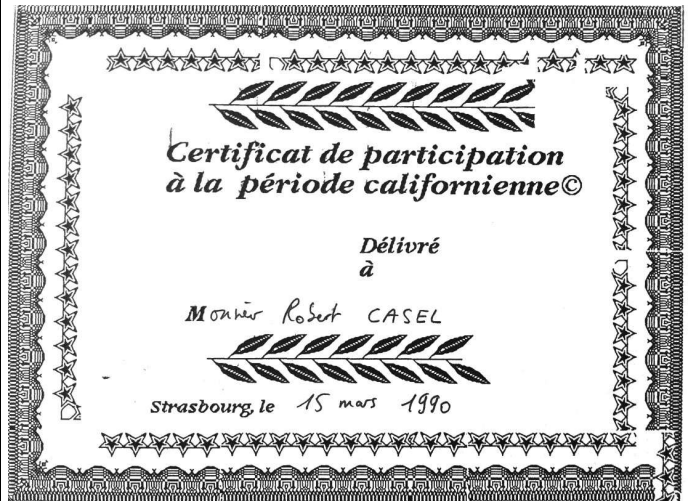 Certificat de participation
à la période californienne©
Délivré
à
Monsieur Robert CASEL
Strasbourg, le 15 mars 1990